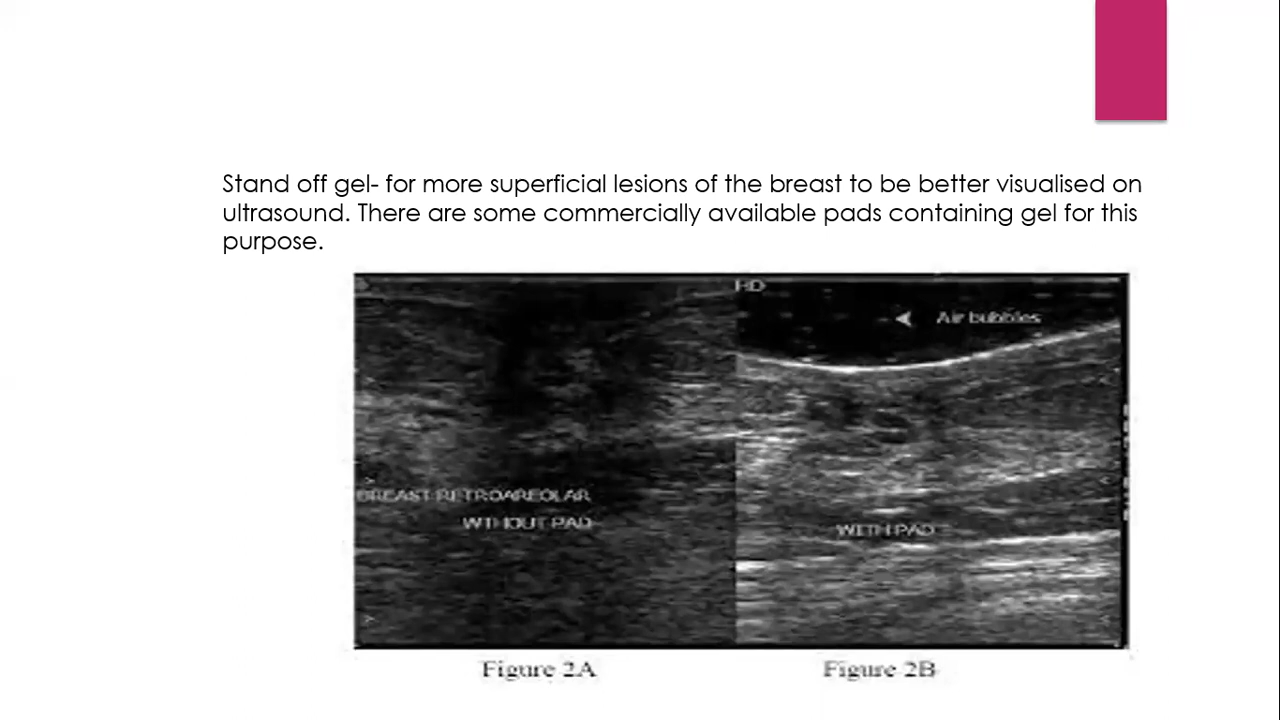 Stand off gel- for more superficial lesions of the breast to be better visualised on
ultrasound. There are some commercially available pads containing gel for this
purpose.
HD
Air bubbles
BREAST RETROAREOLAR
WITHOUT PAD
WITH PAD
Figure 2A
Figure 2B